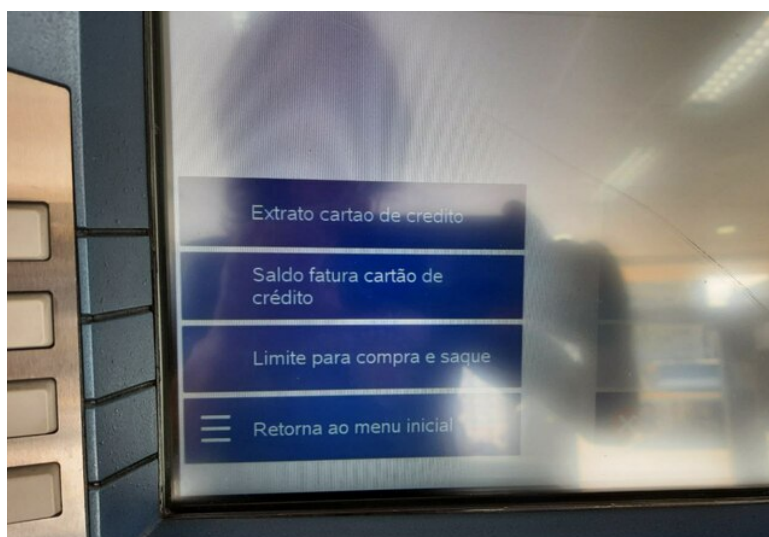 Extrato cartao de credito
Saldo fatura cartão de
crédito
Limite para compra e saque
Retorna ao menu inicial